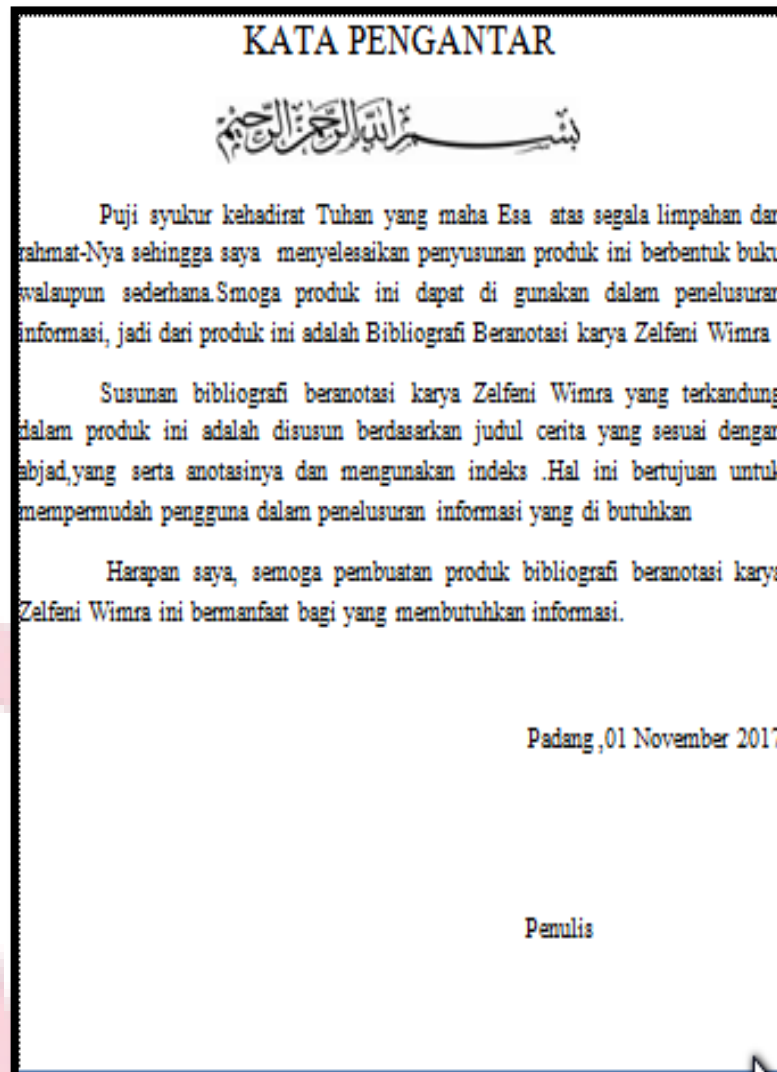 KATA PENGANTAR
بِسْمِ اللَّهِ الرَّحْمَٰنِ الرَّحِيمِ
Puji syukur kehadirat Tuhan yang maha Esa atas segala limpahan dan
rahmat-Nya sehingga saya menyelesaikan penyusunan produk ini berbentuk buku
walaupun sederhana.Smoga produk ini dapat di gunakan dalam penelusuran
informasi, jadi dari produk ini adalah Bibliografi Beranotasi karya Zelfeni Wimra
Susunan bibliografi beranotasi karya Zelfeni Wimra yang terkandung
dalam produk ini adalah disusun berdasarkan judul cerita yang sesuai dengan
abjad,yang serta anotasinya dan mengunakan indeks .Hal ini bertujuan untuk
mempermudah pengguna dalam penelusuran informasi yang di butuhkan
Harapan saya, semoga pembuatan produk bibliografi beranotasi karya
Zelfeni Wimra ini bermanfaat bagi yang membutuhkan informasi.
Padang ,01 November 2017
Penulis